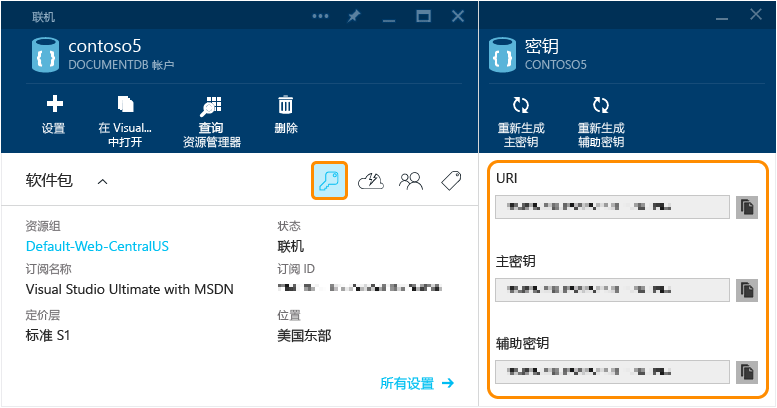 联机
contoso5
DOCUMENTDB 帐户
设置
在 Visual...
中打开
查询
资源管理器
删除
软件包
资源组
Default-Web-CentralUS
状态
联机
订阅名称
Visual Studio Ultimate with MSDN
订阅 ID
定价层
标准 S1
位置
美国东部
所有设置
密钥
CONTOSO5
重新生成
主密钥
重新生成
辅助密钥
URI
主密钥
辅助密钥